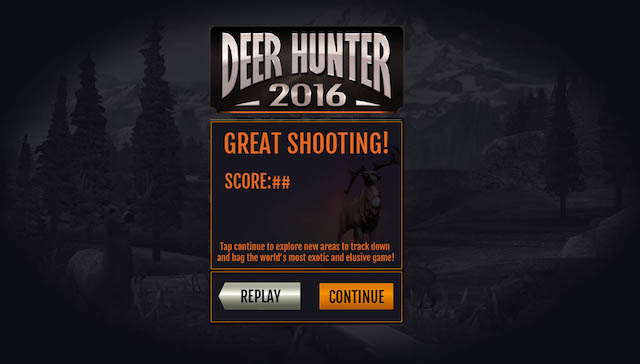 DEER HUNTER
2016
GREAT SHOOTING!
SCORE:##
Tap continue to explore new areas to track down
and bag the world's most exotic and elusive game!
REPLAY
CONTINUE